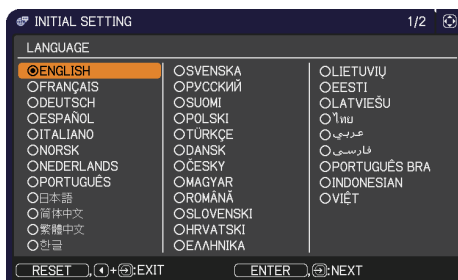 INITIAL SETTING 1/2
LANGUAGE
ENGLISH
FRANÇAIS
DEUTSCH
ESPAÑOL
ITALIANO
NORSK
NEDERLANDS
PORTUGUÊS
日本語
简体中文
繁體中文
한글
SVENSKA
РУССКИЙ
SUOMI
POLSKI
TÜRKÇE
DANSK
ČESKY
MAGYAR
ROMÂNĂ
SLOVENSKI
HRVATSKI
ΕΛΛΗΝΙΚΑ
LIETUVIŲ
EESTI
LATVIEŠU
ไทย
عربي
فارسی
PORTUGUÊS BRA
INDONESIAN
VIỆT
RESET ,+:EXIT ENTER ,:NEXT